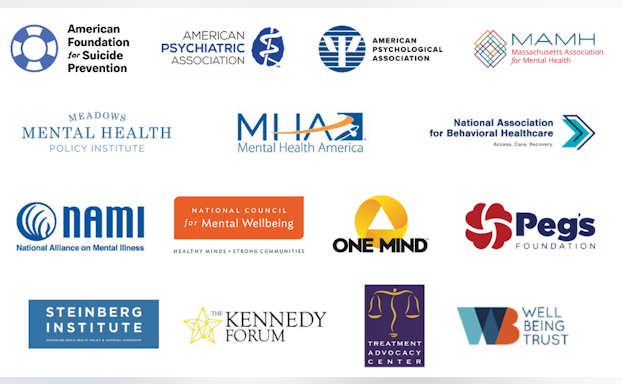 American
Foundation
for Suicide
Prevention
AMERICAN
PSYCHIATRIC
ASSOCIATION
AMERICAN
PSYCHOLOGICAL
ASSOCIATION
MAMH
Massachusetts Association
for Mental Health
MEADOWS
MENTAL HEALTH
POLICY INSTITUTE
MHA
Mental Health America
National Association
for Behavioral Healthcare
Access. Care. Recovery.
NAMI
National Alliance on Mental Illness
NATIONAL COUNCIL
for Mental Wellbeing
HEALTHY MINDS • STRONG COMMUNITIES
ONE MIND
Peg's
FOUNDATION
STEINBERG
INSTITUTE
ADVANCING BRAIN HEALTH POLICY & INSPIRING LEADERSHIP
THE KENNEDY
FORUM
TREATMENT
ADVOCACY
CENTER
WB WELL
BEING
TRUST